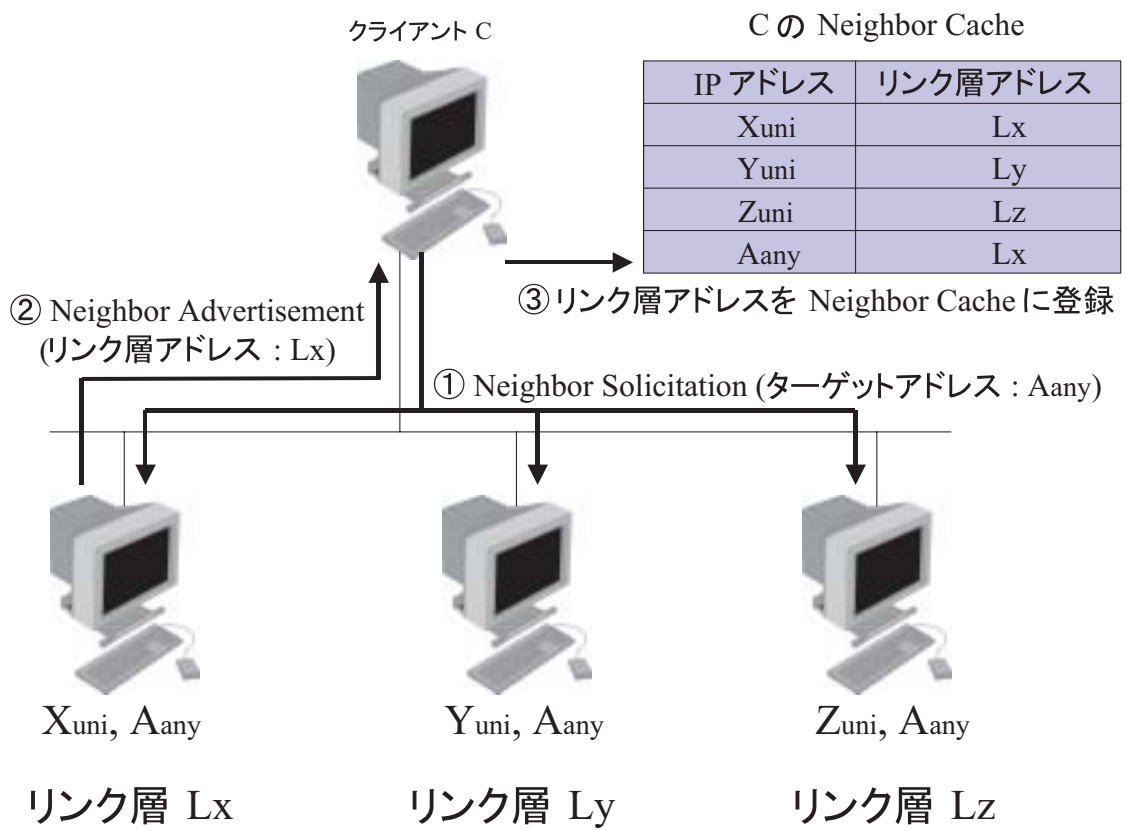 クライアント C
C の Neighbor Cache
IP アドレス リンク層アドレス
Xuni Lx
Yuni Ly
Zuni Lz
Aany Lx
② Neighbor Advertisement
(リンク層アドレス : Lx)
③ リンク層アドレスを Neighbor Cache に登録
① Neighbor Solicitation (ターゲットアドレス : Aany)
Xuni, Aany
Yuni, Aany
Zuni, Aany
リンク層 Lx
リンク層 Ly
リンク層 Lz